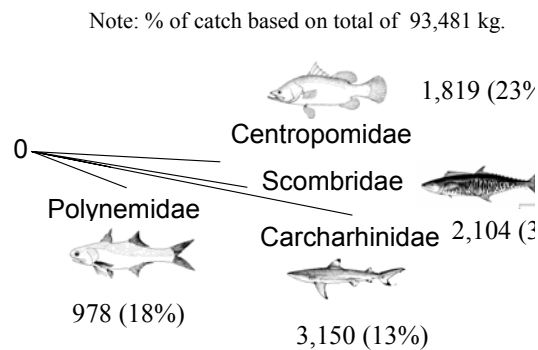 Note: % of catch based on total of 93,481 kg.
1,819 (23%
Centropomidae
0
Scombridae
Polynemidae
Carcharhinidae
2,104 (3
978 (18%)
3,150 (13%)